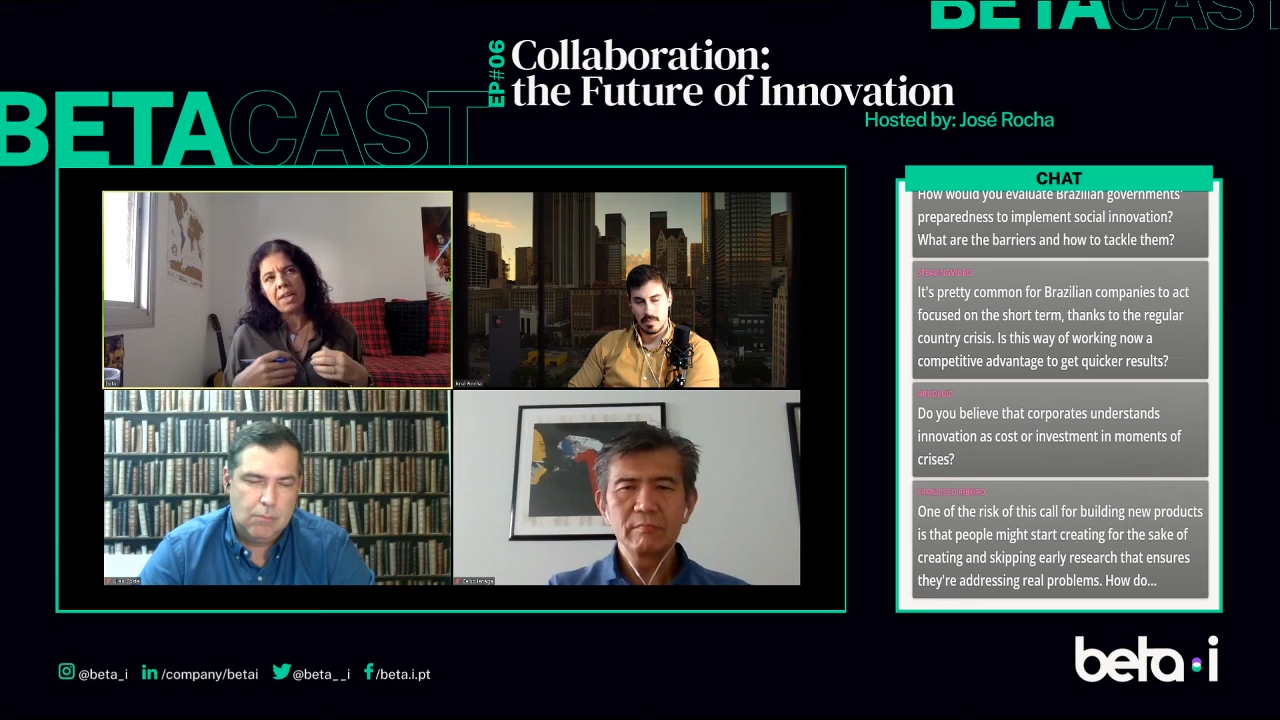 BETACAST
EP#06
Collaboration:
the Future of Innovation
Hosted by: José Rocha
BETACAST
CHAT
How would you evaluate Brazilian governments'
preparedness to implement social innovation?
What are the barriers and how to tackle them?
It's pretty common for Brazilian companies to act
focused on the short term, thanks to the regular
country crisis. Is this way of working now a
competitive advantage to get quicker results?
Do you believe that corporates understands
innovation as cost or investment in moments of
crises?
FRANCISCO RIBEIRO
One of the risk of this call for building new products
is that people might start creating for the sake of
creating and skipping early research that ensures
they're addressing real problems. How do...
José Rocha
@beta_i
/company/betai
@beta__i
/beta.i.pt
beta·i